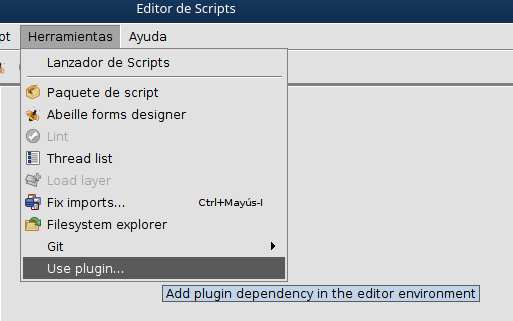 Editor de Scripts
pt Herramientas Ayuda
Lanzador de Scripts
Paquete de script
Abeille forms designer
Lint
Thread list
Load layer
Fix imports... Ctrl+Mayús-I
Filesystem explorer
Git
Use plugin...
Add plugin dependency in the editor environment